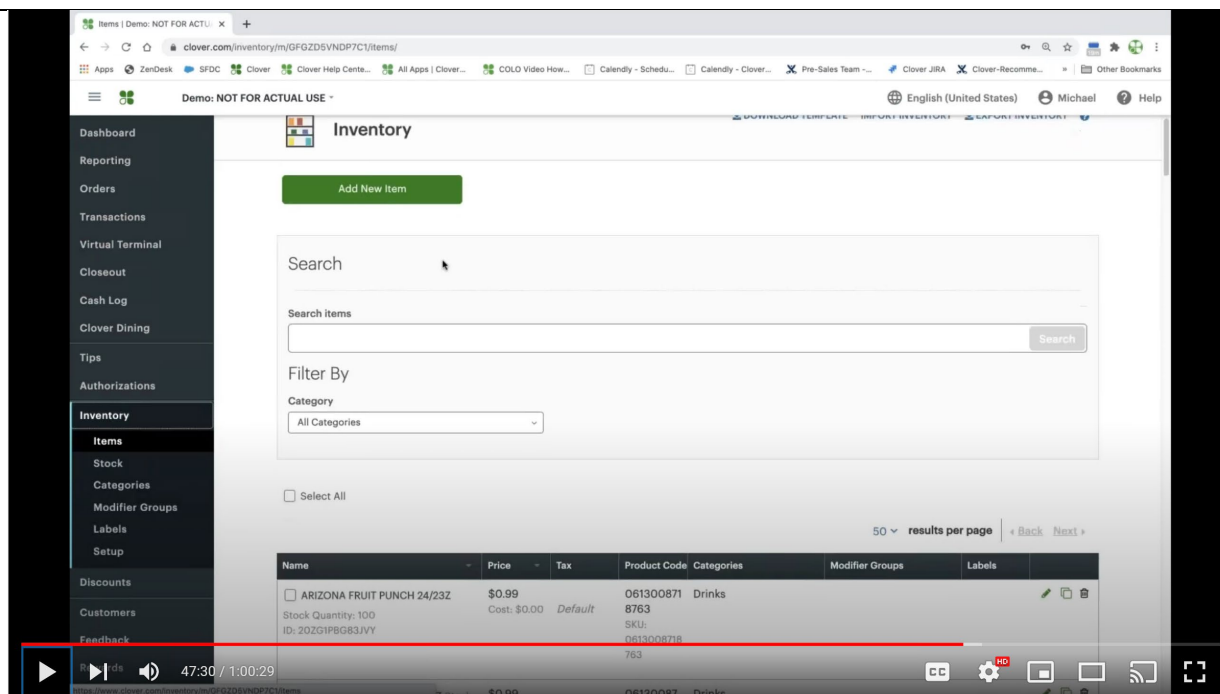 Items | Demo: NOT FOR ACTU
clover.com/inventory/m/GFGZD5VNDP7C1/items/
Apps ZenDesk SFDC Clover Clover Help Cente... All Apps | Clover... COLO Video How... Calendly - Schedu... Calendly - Clover... Pre-Sales Team -... Clover JIRA Clover-Recomme... » Other Bookmarks
Demo: NOT FOR ACTUAL USE English (United States) Michael Help
DOWNLOAD TEMPLATE IMPORT INVENTORY EXPORT INVENTORY
Inventory
Add New Item
Dashboard
Reporting
Orders
Transactions
Virtual Terminal
Closeout
Cash Log
Clover Dining
Tips
Authorizations
Inventory
Items
Stock
Categories
Modifier Groups
Labels
Setup
Discounts
Customers
Feedback
Search
Search items
Search
Filter By
Category
All Categories
Select All
50 results per page Back Next
Name Price Tax Product Code Categories Modifier Groups Labels
ARIZONA FRUIT PUNCH 24/23Z $0.99 061300871 Drinks
Stock Quantity: 100 Cost: $0.00 Default 8763
ID: 20ZG1PBG83JVY SKU:
0613008718
763
47:30 / 1:00:29
CC HD
https://www.clover.com/inventory/m/GFGZD5VNDP7C1/items
$0.99 06130087 Drinks